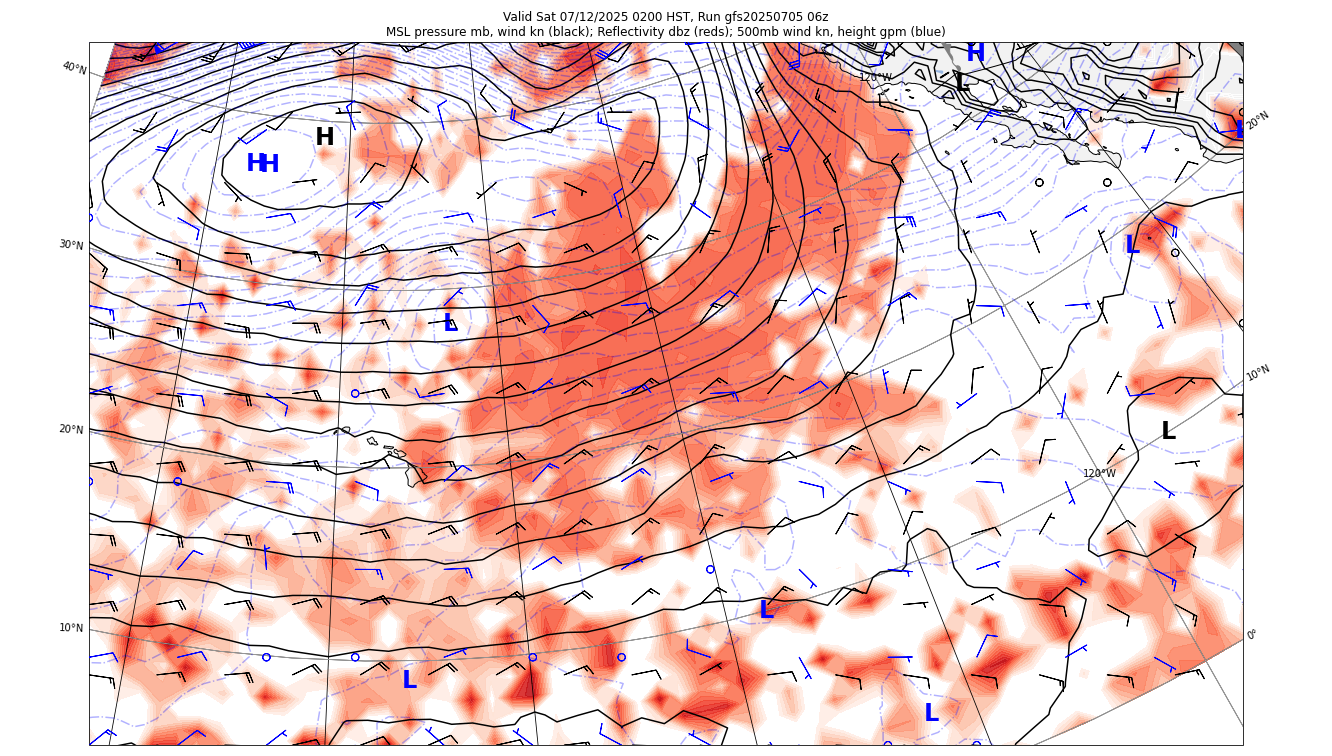 Valid Sat 07/12/2025 0200 HST, Run gfs20250705 06z
MSL pressure mb, wind kn (black); Reflectivity dbz (reds); 500mb wind kn, height gpm (blue)
H
40°N
120°W
L
20°N
H
HH
30°N
L
L
10°N
20°N
L
120°W
L
10°N
0°
L
L